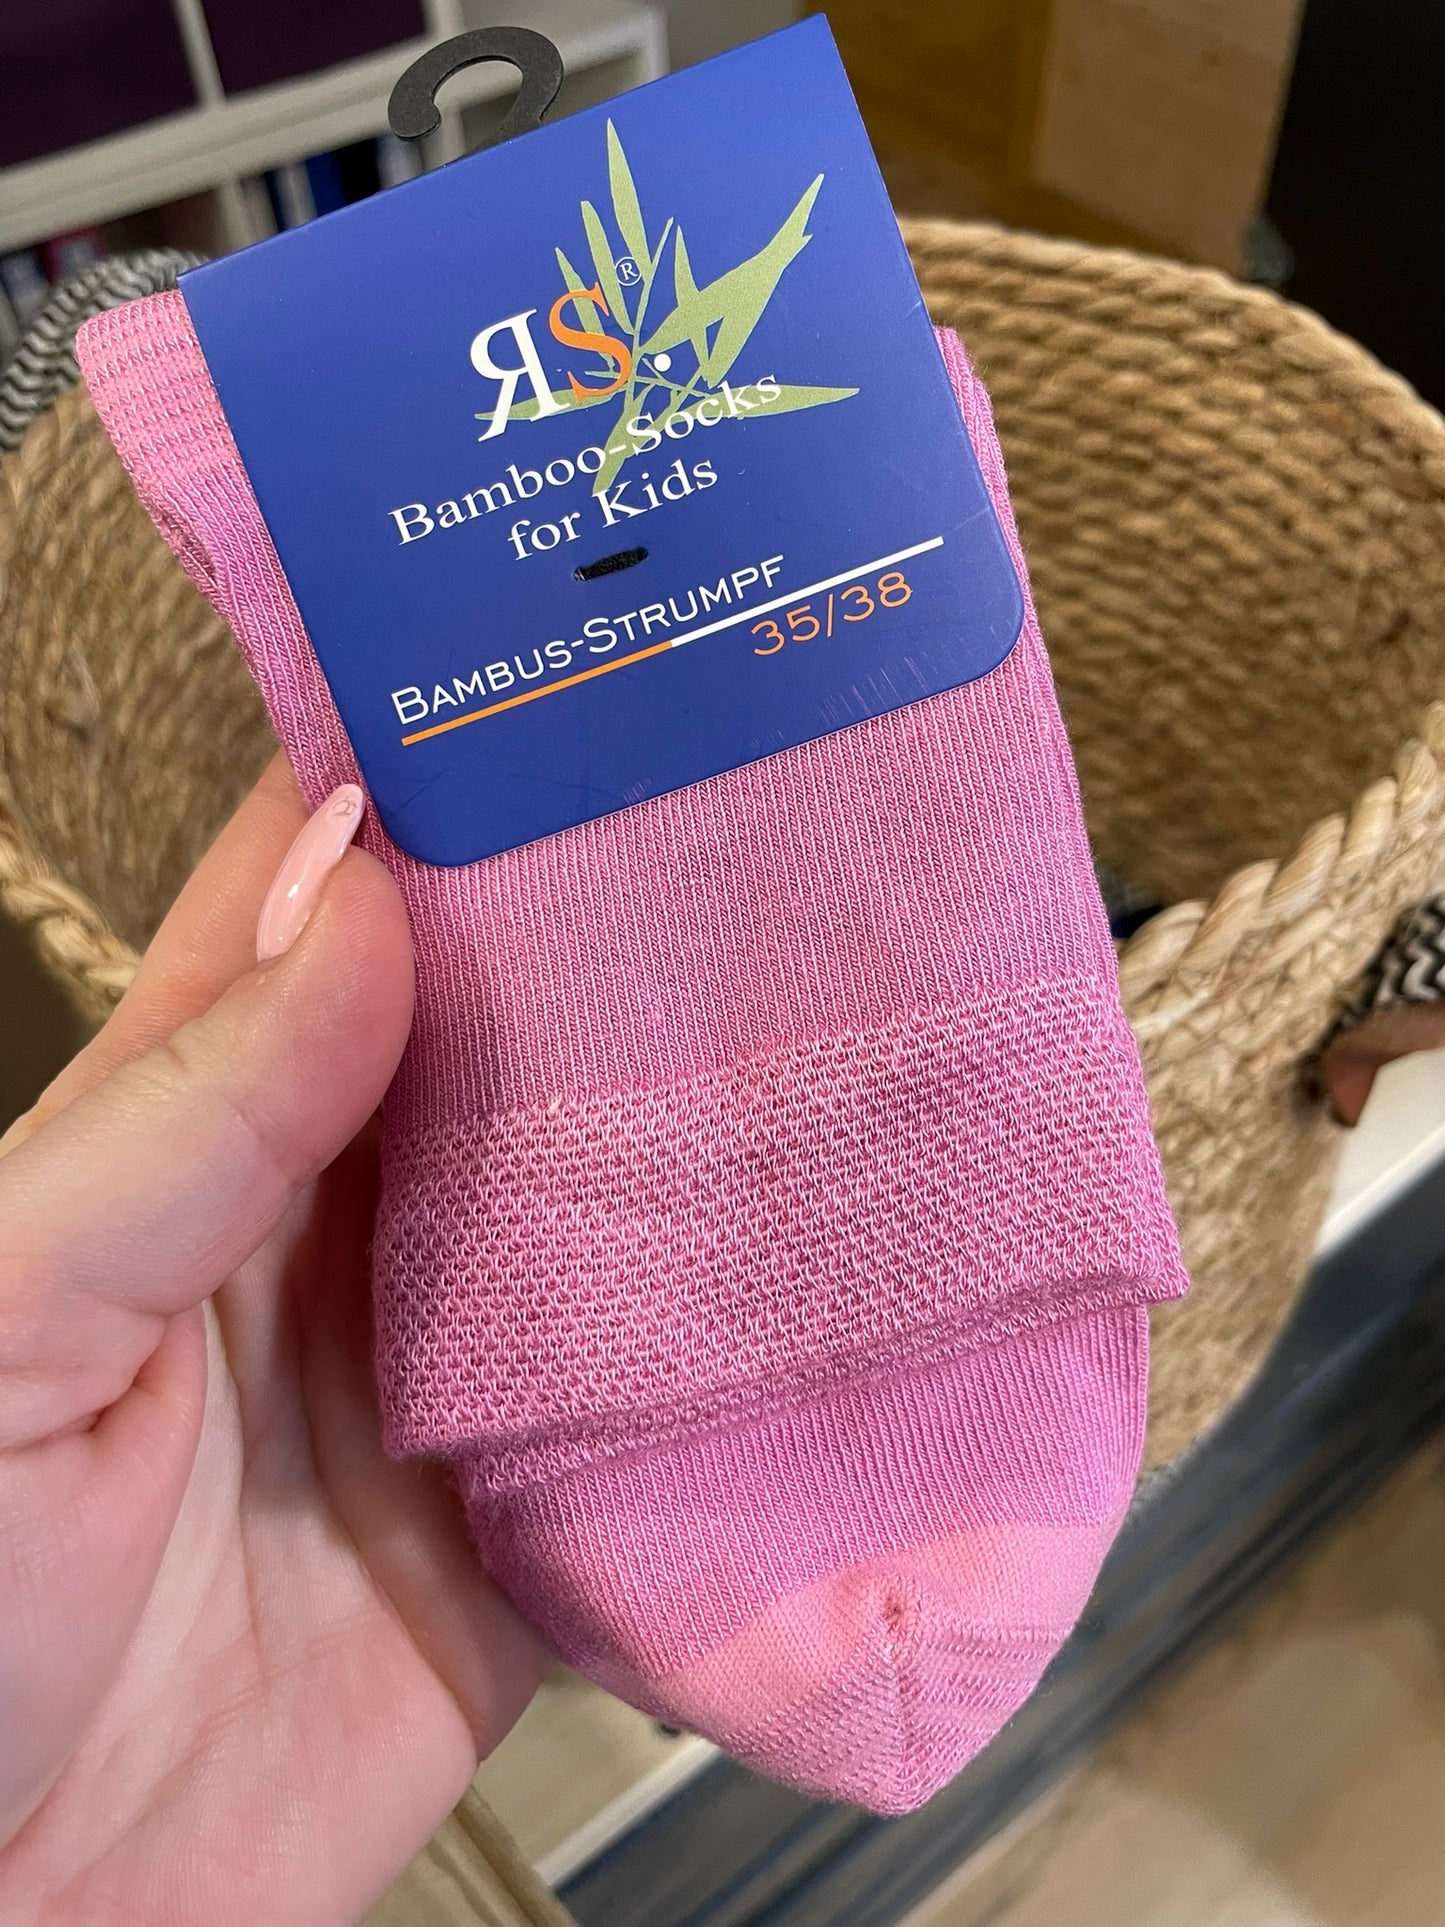 RS®
Bamboo-Socks
for Kids
BAMBUS-STRUMPF
35/38